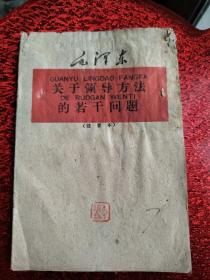 毛泽东
GUANYU LINGDAO FANGFA
关于领导方法
DE RUOGAN WENTI
的若干问题
（注音本）